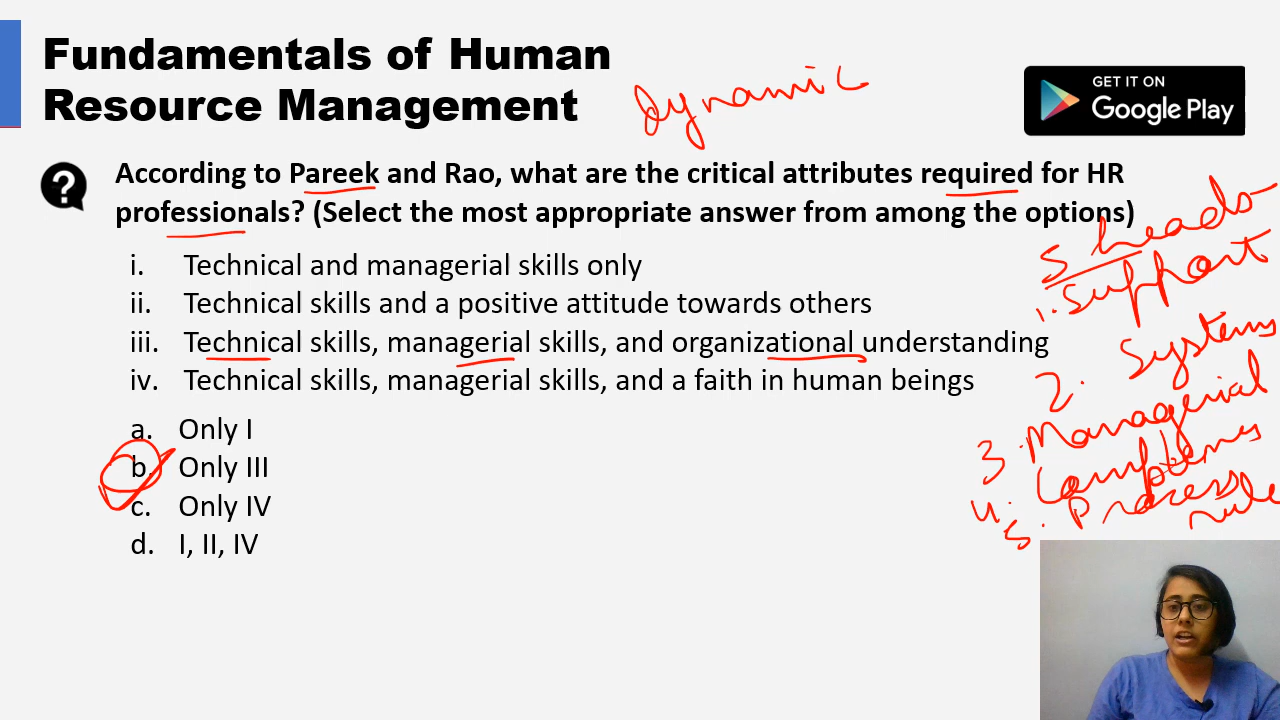 Fundamentals of Human
Resource Management
dynamic
GET IT ON
Google Play
According to Pareek and Rao, what are the critical attributes required for HR
professionals? (Select the most appropriate answer from among the options)
i. Technical and managerial skills only
ii. Technical skills and a positive attitude towards others
iii. Technical skills, managerial skills, and organizational understanding
iv. Technical skills, managerial skills, and a faith in human beings
a. Only I
b. Only III
c. Only IV
d. I, II, IV
5 heads
1. Support
2. Systems
3. Managerial
4.
5. Process
rule